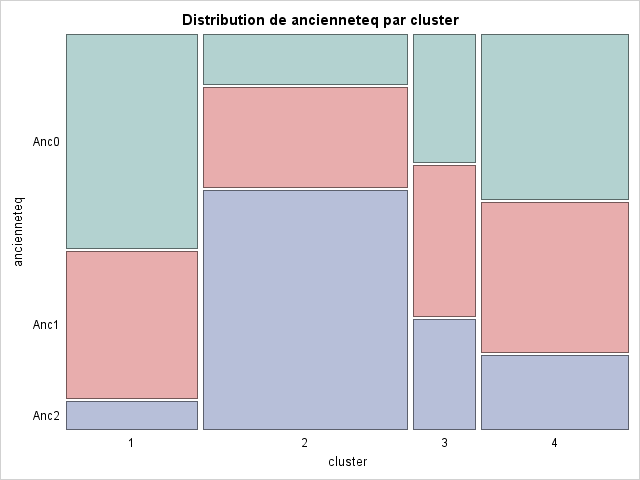 Distribution de ancienneteq par cluster
Anc0
Anc1
Anc2
ancienneteq
1 2 3 4
cluster